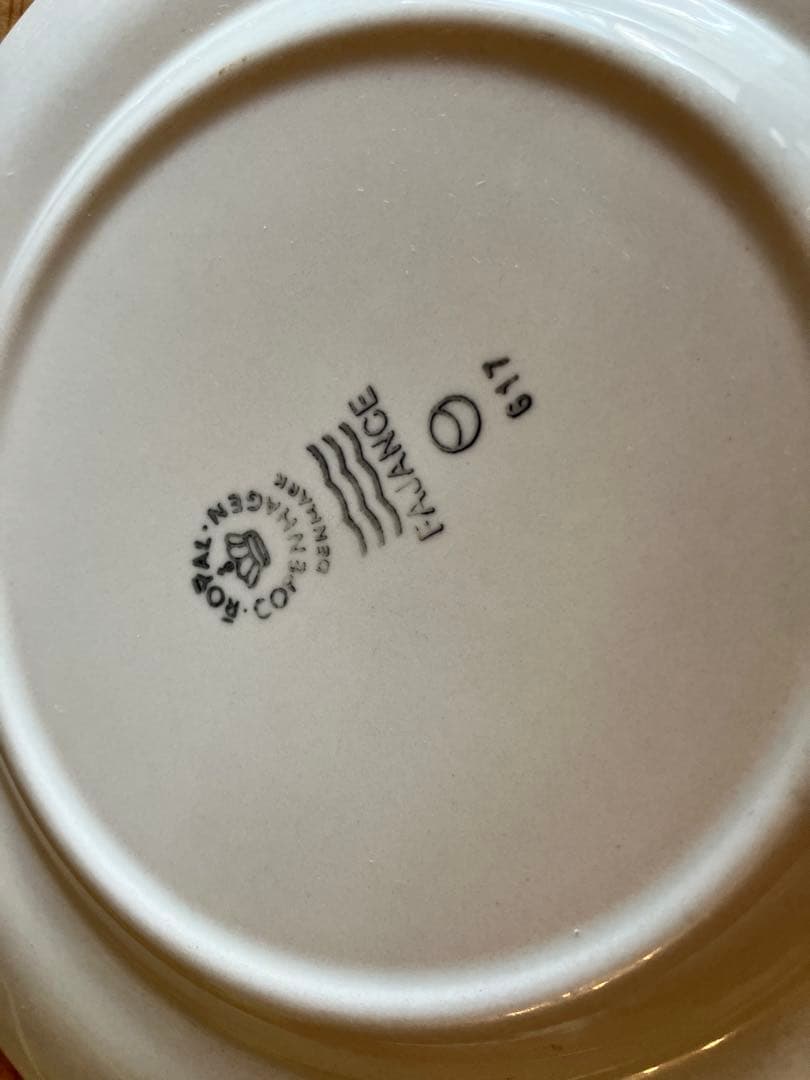 ROYAL · COPENHAGEN ·
DENMARK
FAJANCE
617